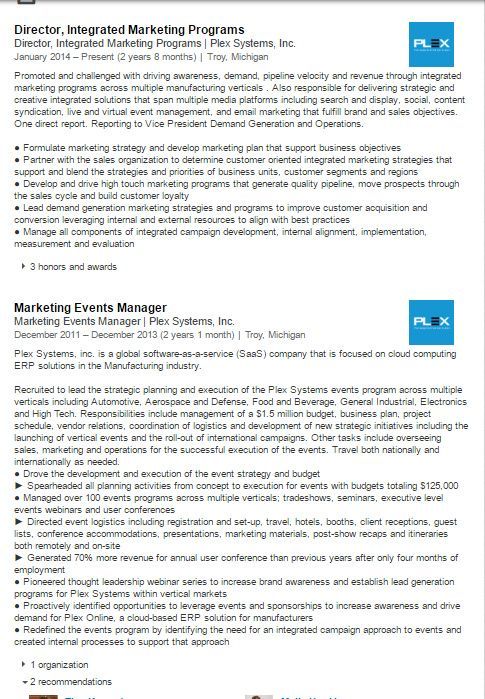 Director, Integrated Marketing Programs
Director, Integrated Marketing Programs | Plex Systems, Inc.
January 2014 – Present (2 years 8 months) | Troy, Michigan
PLEX
Promoted and challenged with driving awareness, demand, pipeline velocity and revenue through integrated
marketing programs across multiple manufacturing verticals . Also responsible for delivering strategic and
creative integrated solutions that span multiple media platforms including search and display, social, content
syndication, live and virtual event management, and email marketing that fulfill brand and sales objectives.
One direct report. Reporting to Vice President Demand Generation and Operations.
● Formulate marketing strategy and develop marketing plan that support business objectives
● Partner with the sales organization to determine customer oriented integrated marketing strategies that
support and blend the strategies and priorities of business units, customer segments and regions
● Develop and drive high touch marketing programs that generate quality pipeline, move prospects through
the sales cycle and build customer loyalty
● Lead demand generation marketing strategies and programs to improve customer acquisition and
conversion leveraging internal and external resources to align with best practices
● Manage all components of integrated campaign development, internal alignment, implementation,
measurement and evaluation
3 honors and awards
Marketing Events Manager
Marketing Events Manager | Plex Systems, Inc.
December 2011 – December 2013 (2 years 1 month) | Troy, Michigan
PLEX
Plex Systems, inc. is a global software-as-a-service (SaaS) company that is focused on cloud computing
ERP solutions in the Manufacturing industry.
Recruited to lead the strategic planning and execution of the Plex Systems events program across multiple
verticals including Automotive, Aerospace and Defense, Food and Beverage, General Industrial, Electronics
and High Tech. Responsibilities include management of a $1.5 million budget, business plan, project
schedule, vendor relations, coordination of logistics and development of new strategic initiatives including the
launching of vertical events and the roll-out of international campaigns. Other tasks include overseeing
sales, marketing and operations for the successful execution of the events. Travel both nationally and
internationally as needed.
● Drove the development and execution of the event strategy and budget
► Spearheaded all planning activities from concept to execution for events with budgets totaling $125,000
● Managed over 100 events programs across multiple verticals; tradeshows, seminars, executive level
events webinars and user conferences
► Directed event logistics including registration and set-up, travel, hotels, booths, client receptions, guest
lists, conference accommodations, presentations, marketing materials, post-show recaps and itineraries
both remotely and on-site
► Generated 70% more revenue for annual user conference than previous years after only four months of
employment
● Pioneered thought leadership webinar series to increase brand awareness and establish lead generation
programs for Plex Systems within vertical markets
● Proactively identified opportunities to leverage events and sponsorships to increase awareness and drive
demand for Plex Online, a cloud-based ERP solution for manufacturers
● Redefined the events program by identifying the need for an integrated campaign approach to events and
created internal processes to support that approach
1 organization
2 recommendations